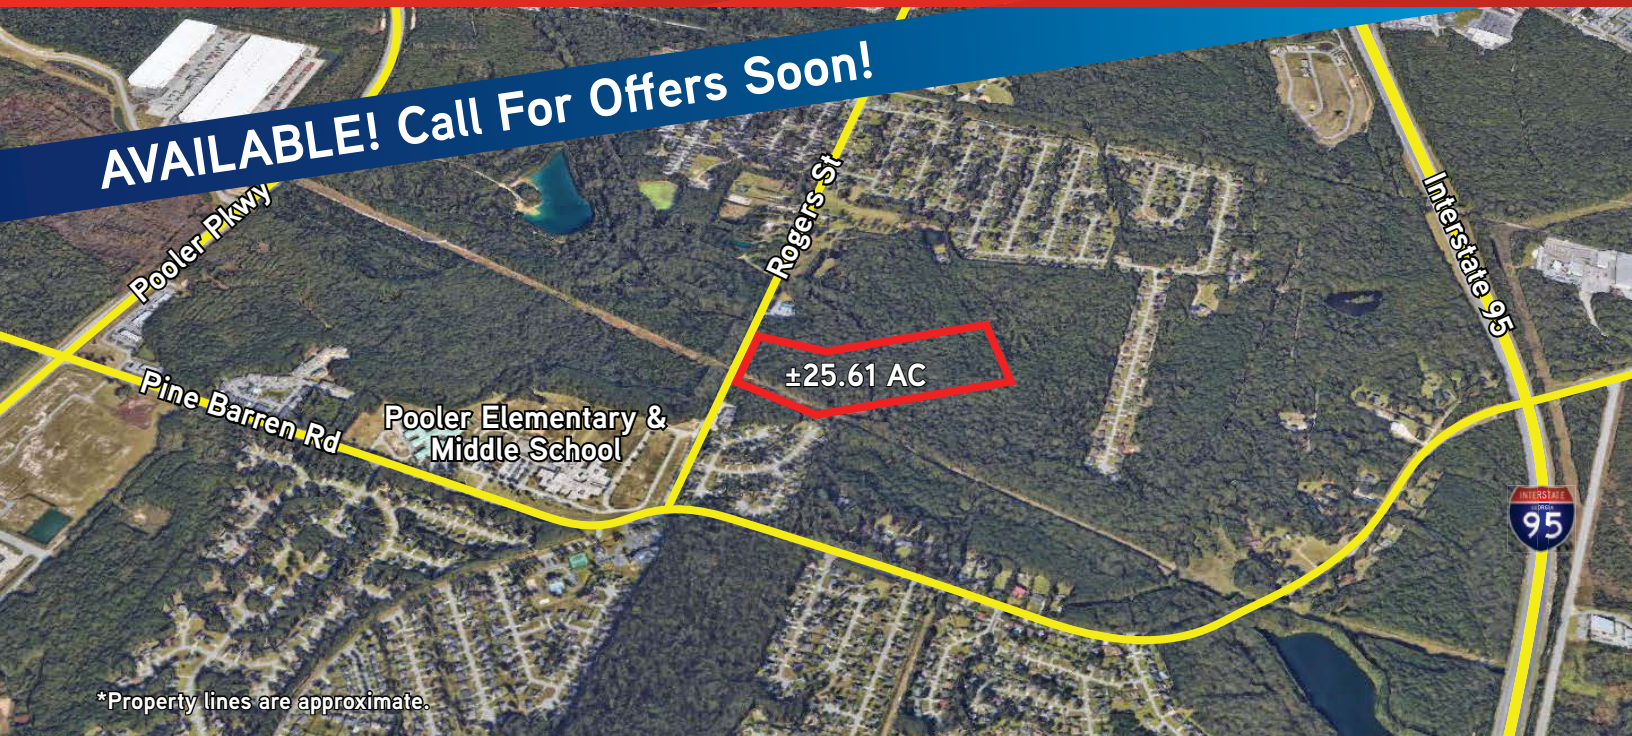 AVAILABLE! Call For Offers Soon!
Pooler Pkwy
Rogers St
Interstate 95
±25.61 AC
Pine Barren Rd
Pooler Elementary &
Middle School
INTERSTATE
GEORGIA
95
*Property lines are approximate.